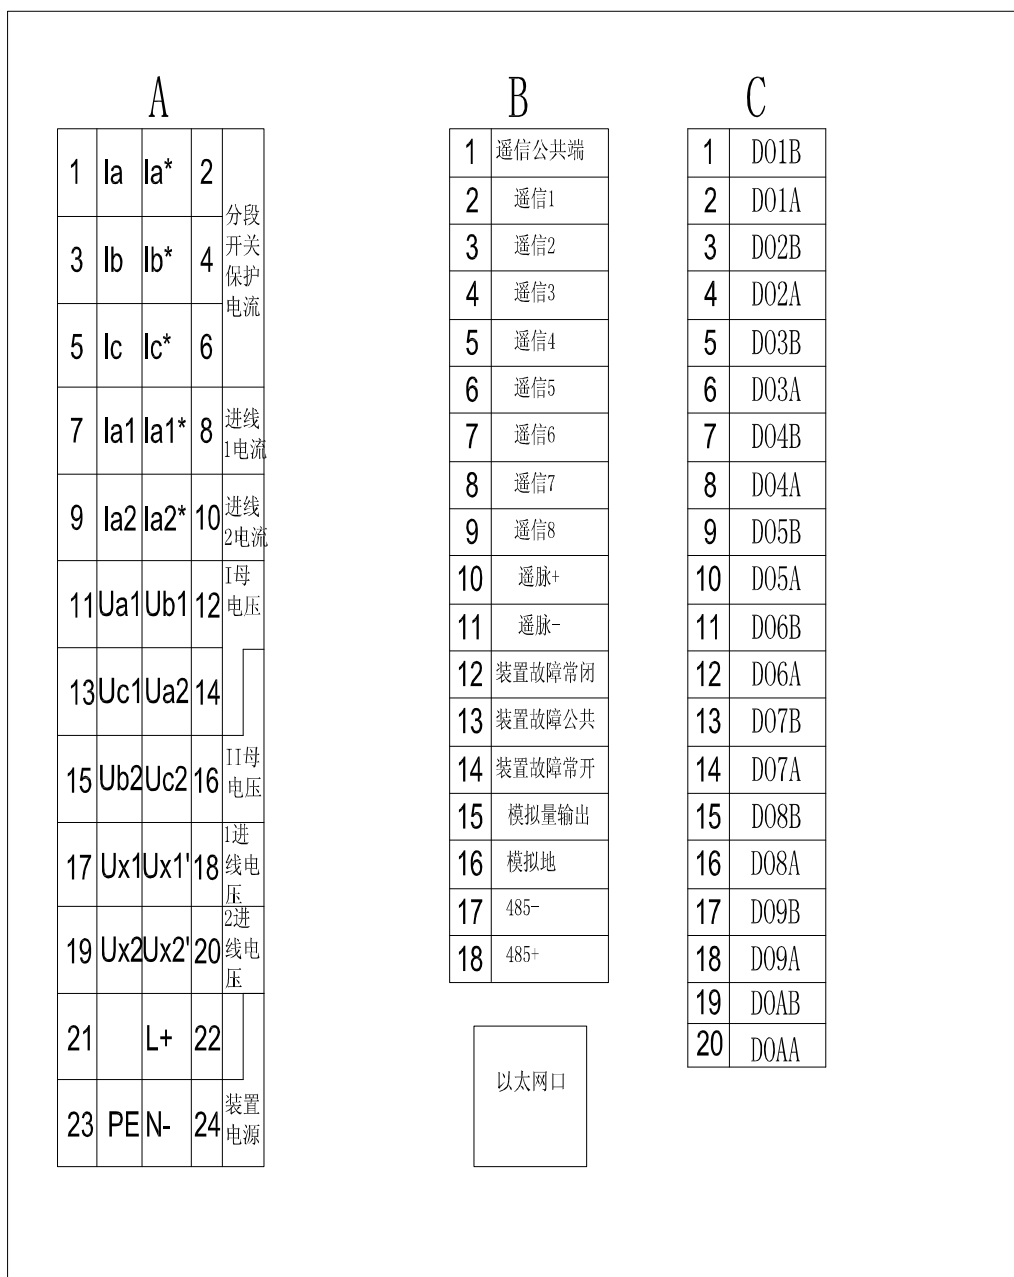 A
1 Ia Ia* 2
分段
开关
保护
电流
3 Ib Ib* 4
5 Ic Ic* 6
7 Ia1 Ia1* 8
进线
1电流
9 Ia2 Ia2* 10
进线
2电流
11 Ua1 Ub1 12
I母
电压
13 Uc1 Ua2 14
15 Ub2 Uc2 16
II母
电压
17 Ux1 Ux1' 18
1进
线电
压
19 Ux2 Ux2' 20
2进
线电
压
21 L+ 22
23 PE N- 24
装置
电源
B
1 遥信公共端
2 遥信1
3 遥信2
4 遥信3
5 遥信4
6 遥信5
7 遥信6
8 遥信7
9 遥信8
10 遥脉+
11 遥脉-
12 装置故障常闭
13 装置故障公共
14 装置故障常开
15 模拟量输出
16 模拟地
17 485-
18 485+
以太网口
C
1 DO1B
2 DO1A
3 DO2B
4 DO2A
5 DO3B
6 DO3A
7 DO4B
8 DO4A
9 DO5B
10 DO5A
11 DO6B
12 DO6A
13 DO7B
14 DO7A
15 DO8B
16 DO8A
17 DO9B
18 DO9A
19 DOAB
20 DOAA